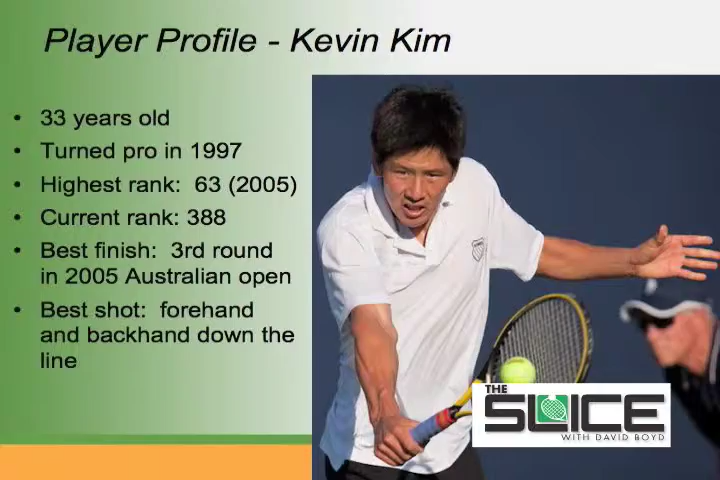 Player Profile - Kevin Kim
• 33 years old
• Turned pro in 1997
• Highest rank: 63 (2005)
• Current rank: 388
• Best finish: 3rd round
in 2005 Australian open
• Best shot: forehand
and backhand down the
line
THE
SLICE
WITH DAVID BOYD